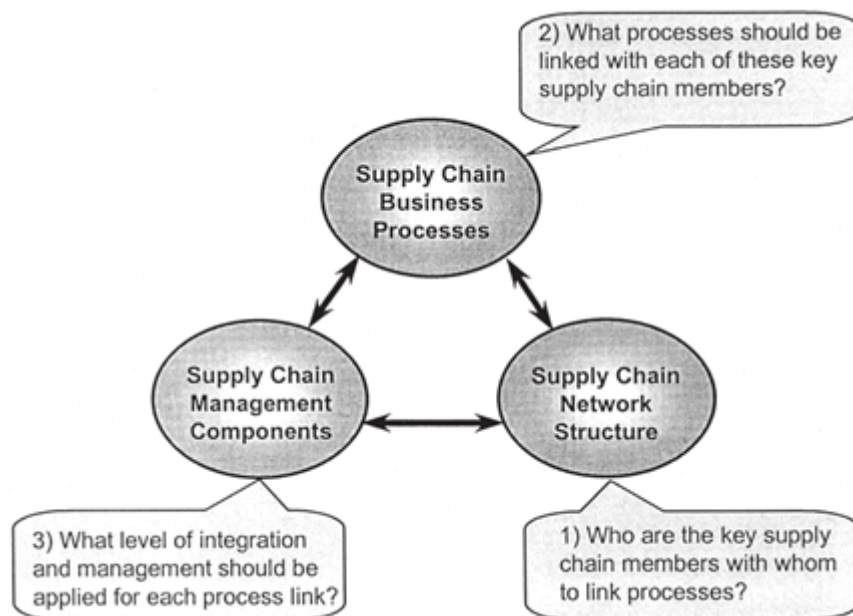 2) What processes should be
linked with each of these key
supply chain members?
Supply Chain
Business
Processes
Supply Chain
Management
Components
Supply Chain
Network
Structure
3) What level of integration
and management should be
applied for each process link?
1) Who are the key supply
chain members with whom
to link processes?